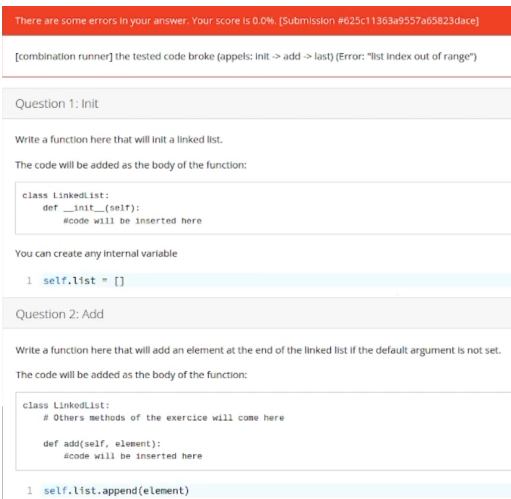 There are some errors in your answer. Your score is 0.0%. [Submission #625c11363a9557a65823dace]
[combination runner] the tested code broke (appels: init -> add -> last) (Error: "list index out of range")
Question 1: Init
Write a function here that will init a linked list.
The code will be added as the body of the function:
class LinkedList:
def __init__(self):
#code will be inserted here
You can create any internal variable
1 self.list = []
Question 2: Add
Write a function here that will add an element at the end of the linked list if the default argument is not set.
The code will be added as the body of the function:
class LinkedList:
# Others methods of the exercice will come here
def add(self, element):
#code will be inserted here
1 self.list.append(element)